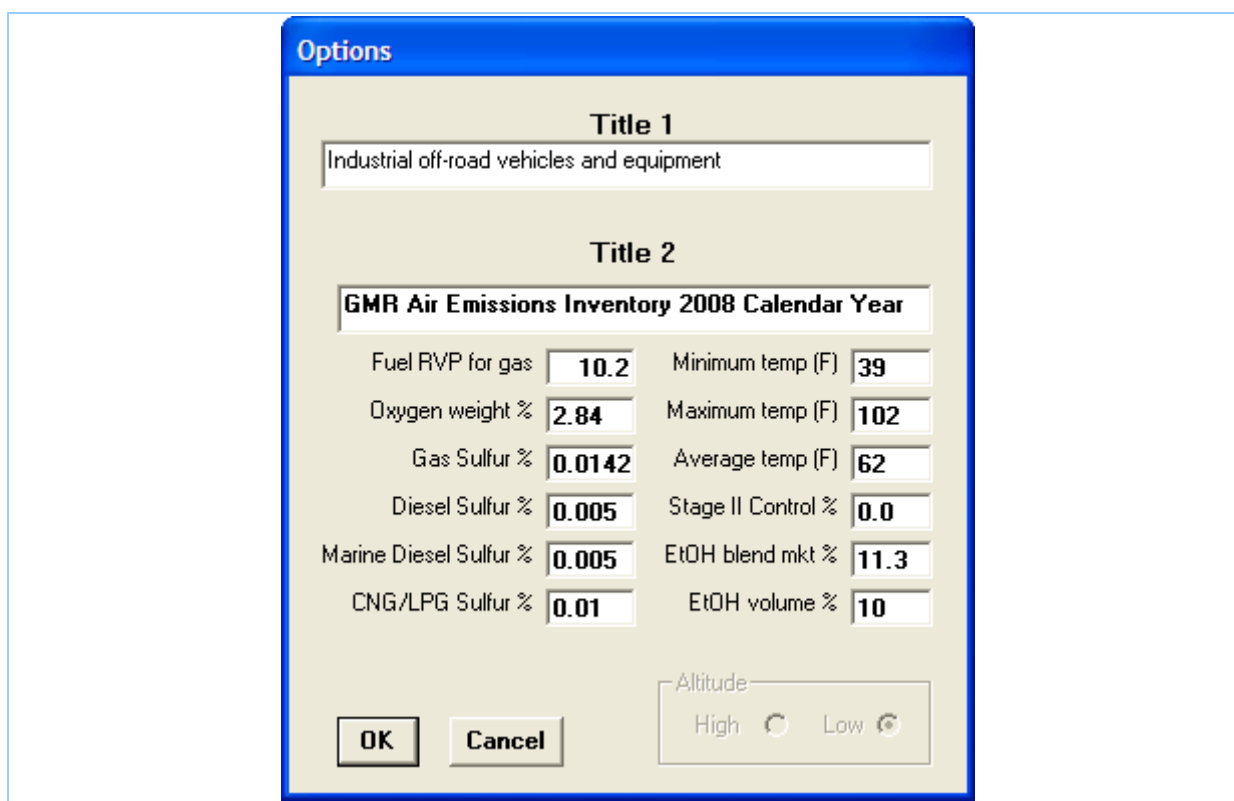 Options
Title 1
Industrial off-road vehicles and equipment
Title 2
GMR Air Emissions Inventory 2008 Calendar Year
Fuel RVP for gas 10.2 Minimum temp (F) 39
Oxygen weight % 2.84 Maximum temp (F) 102
Gas Sulfur % 0.0142 Average temp (F) 62
Diesel Sulfur % 0.005 Stage II Control % 0.0
Marine Diesel Sulfur % 0.005 EtOH blend mkt % 11.3
CNG/LPG Sulfur % 0.01 EtOH volume % 10
Altitude
High Low
OK Cancel